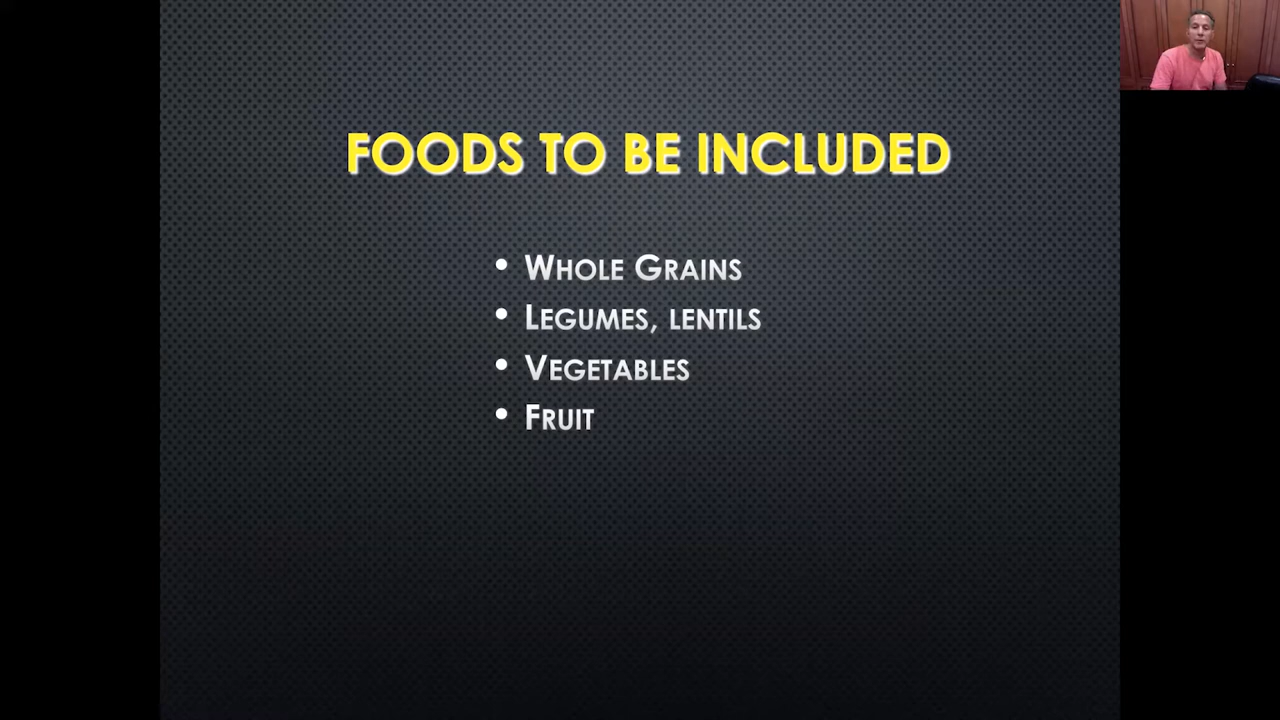 FOODS TO BE INCLUDED
• WHOLE GRAINS
• LEGUMES, LENTILS
• VEGETABLES
• FRUIT